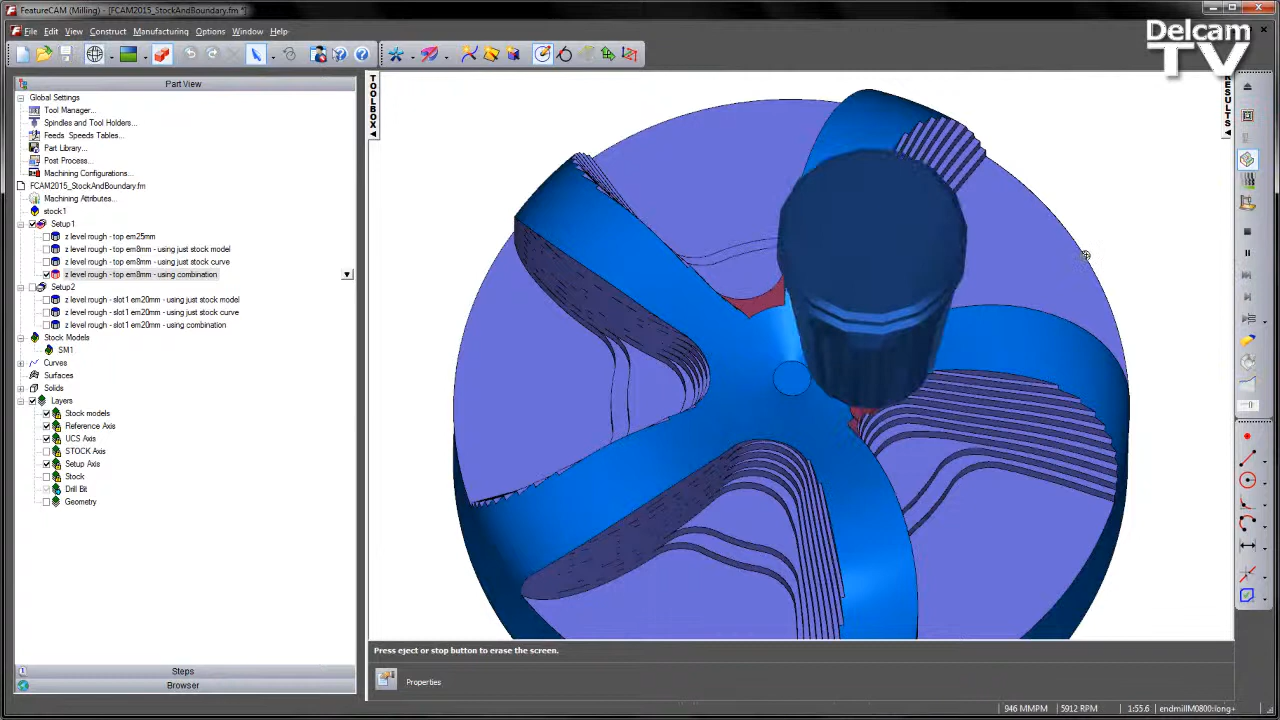 FeatureCAM (Milling) - [FCAM2015_StockAndBoundary.fm *]
File Edit View Construct Manufacturing Options Window Help
Delcam
TV
Part View
Global Settings
Tool Manager...
Spindles and Tool Holders...
Feeds Speeds Tables...
Part Library...
Post Process...
Machining Configurations...
FCAM2015_StockAndBoundary.fm
Machining Attributes...
stock1
Setup1
z level rough - top em25mm
z level rough - top em8mm - using just stock model
z level rough - top em8mm - using just stock curve
z level rough - top em8mm - using combination
Setup2
z level rough - slot1 em20mm - using just stock model
z level rough - slot1 em20mm - using just stock curve
z level rough - slot1 em20mm - using combination
Stock Models
SM1
Curves
Surfaces
Solids
Layers
Stock models
Reference Axis
UCS Axis
STOCK Axis
Setup Axis
Stock
Drill Bit
Geometry
Steps
Browser
TOOLBOX
RESULTS
Press eject or stop button to erase the screen.
Properties
946 MMPM 5912 RPM 1:55.6 endmillM0800:long+